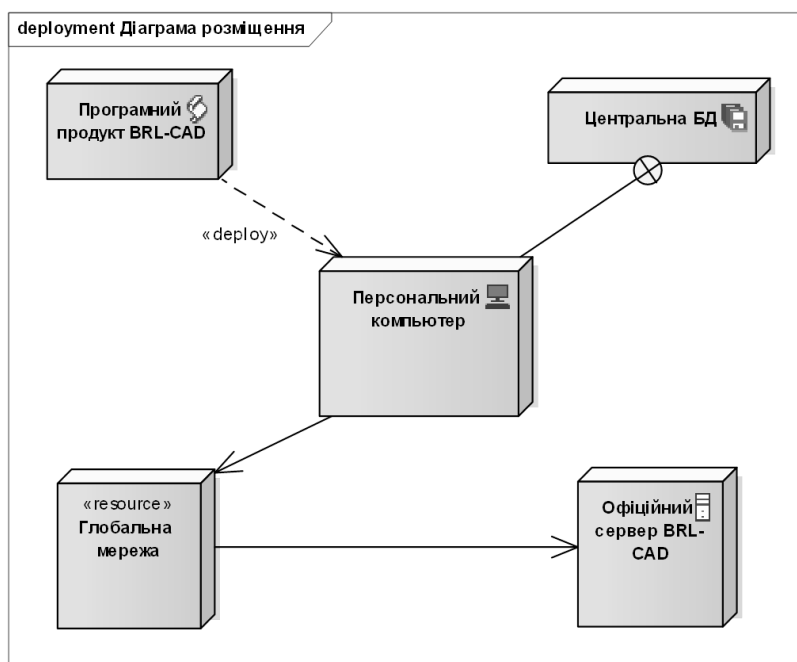 deployment Діаграма розміщення
Програмний
продукт BRL-CAD
Центральна БД
«deploy»
Персональний
компьютер
«resource»
Глобальна
мережа
Офіційний
сервер BRL-
CAD